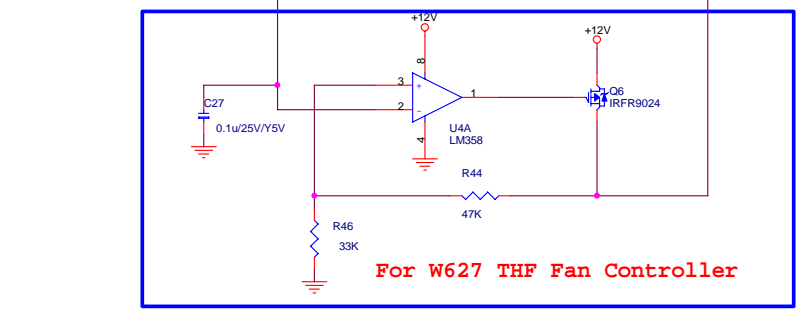 +12V
+12V
8
3
+
1
2
-
4
C27
0.1u/25V/Y5V
U4A
LM358
Q6
IRFR9024
R44
47K
R46
33K
For W627 THF Fan Controller